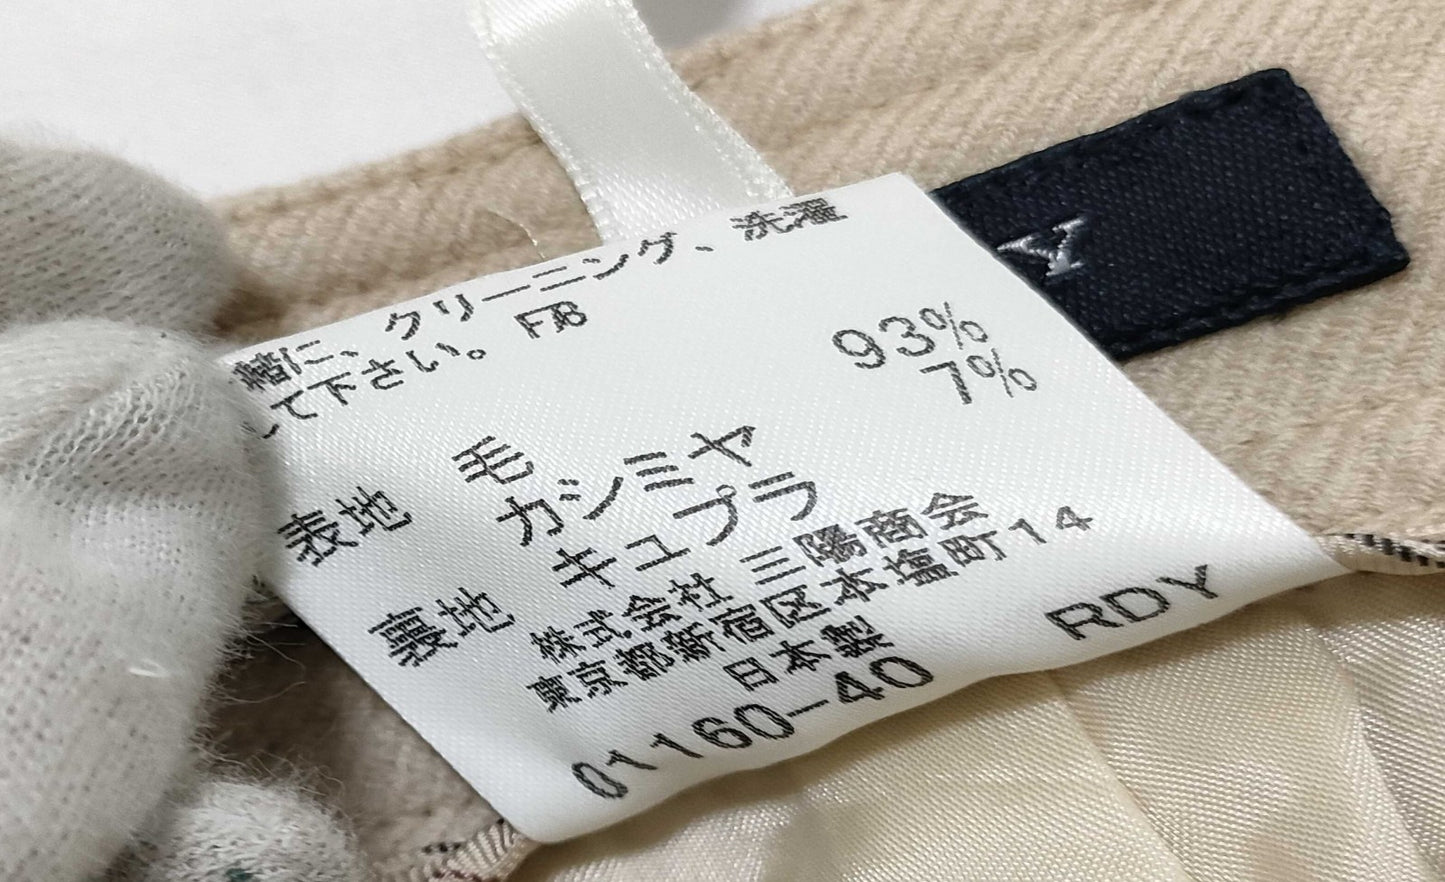 緒に、クリーニング、洗濯
して下さい。 FJB
表地 毛 93%
カシミヤ 7%
裏地 キュプラ
株式会社 三陽商会
東京都新宿区本塩町14
日本製
01160-40 RDY
Y